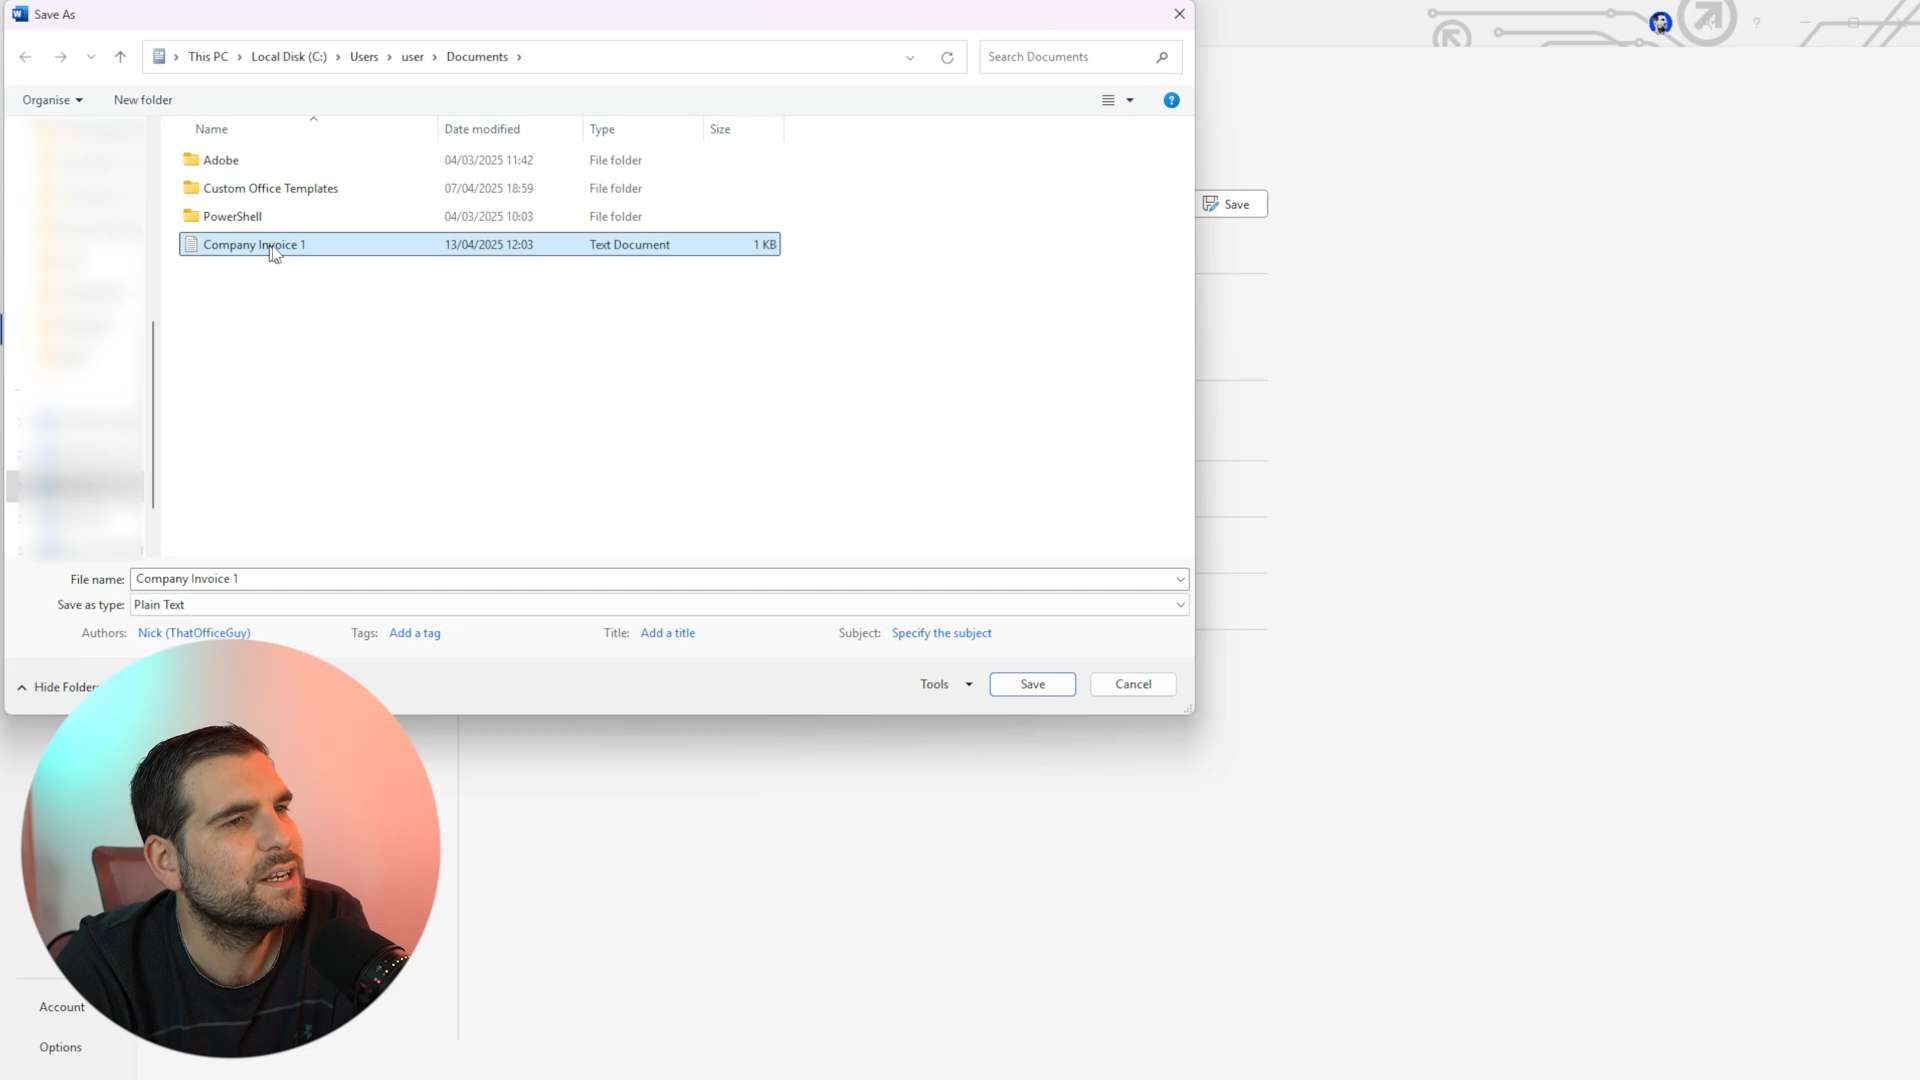 Save As
This PC > Local Disk (C:) > Users > user > Documents >
Search Documents
Organise
New folder
?
Name
Date modified
Type
Size
Adobe
04/03/2025 11:42
File folder
Custom Office Templates
07/04/2025 18:59
File folder
PowerShell
04/03/2025 10:03
File folder
Company Invoice 1
13/04/2025 12:03
Text Document
1 KB
Save
File name:
Company Invoice 1
Save as type:
Plain Text
Authors:
Nick (ThatOfficeGuy)
Tags:
Add a tag
Title:
Add a title
Subject:
Specify the subject
Hide Folder
Tools
Save
Cancel
Account
Options